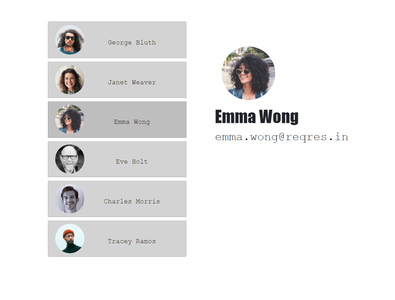 George Bluth
Janet Weaver
Emma Wong
Eve Holt
Charles Morris
Tracey Ramos
Emma Wong
emma.wong@reqres.in